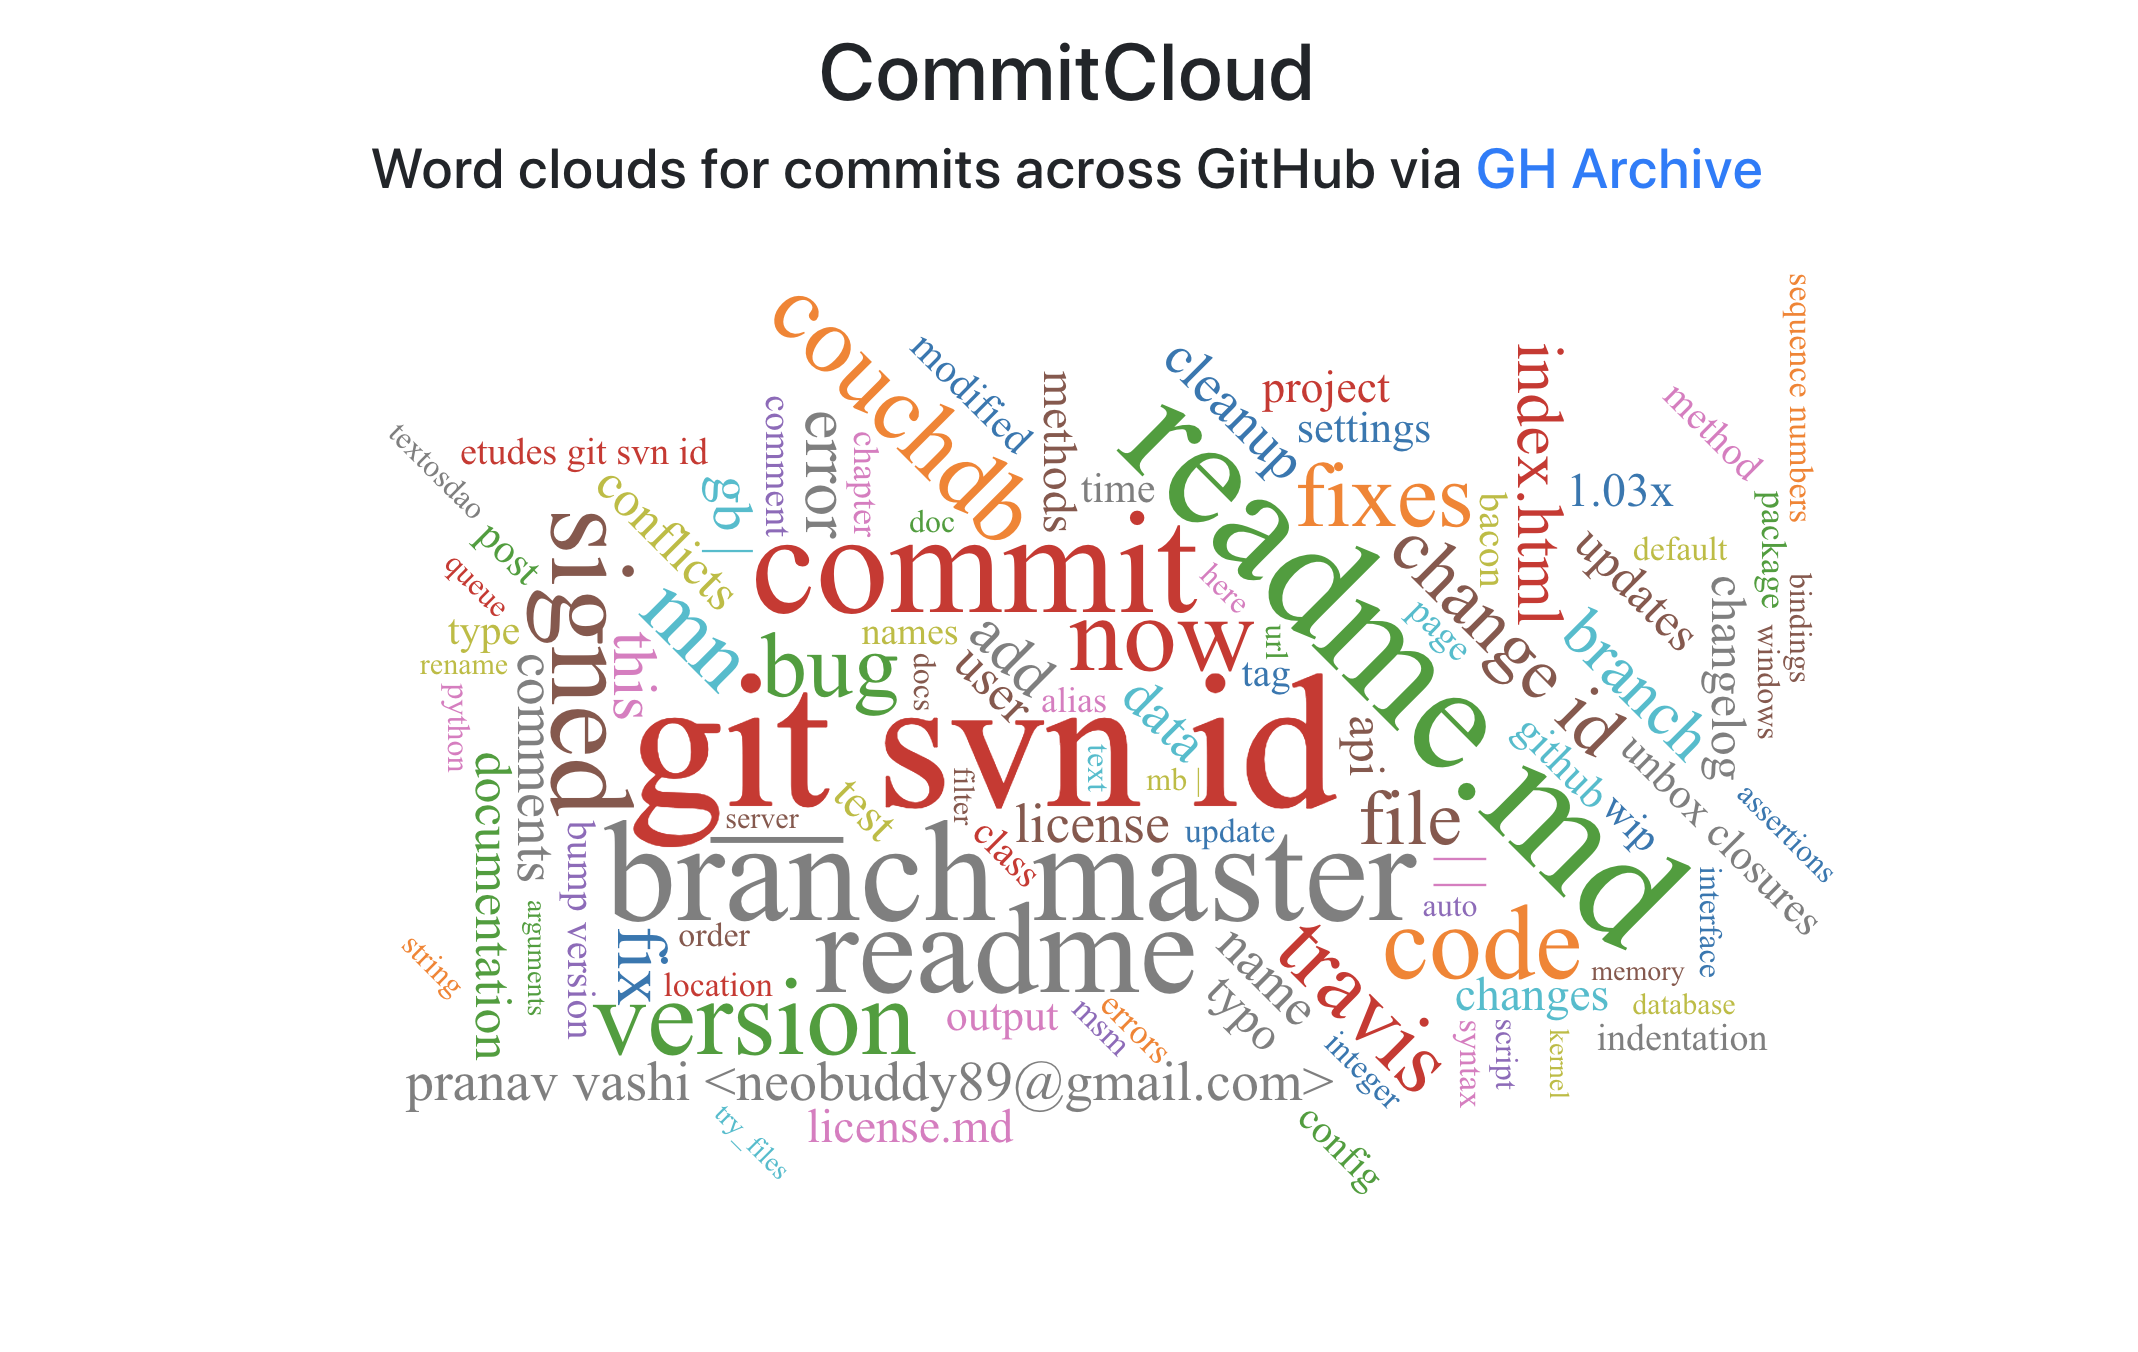 CommitCloud
Word clouds for commits across GitHub via GH Archive
sequence numbers
couchdb
modified
cleanup
index.html
project
methods
method
comment
error
chapter
settings
readme.md
textosdao
etudes git svn id
conflicts
gb |
time
fixes
bacon
1.03x
package
doc
signed
post
commit
change id
updates
default
queue
mn
here
page
branch
changelog
bindings
type
this
bug
names
add
now
url
windows
rename
comments
docs
user
tag
python
alias
data
git svn id
api
github
unbox closures
documentation
test
filter
text
mb |
wip
assertions
server
class
license
update
file
bump version
branch master
__
|
|
auto
interface
arguments
fix
order
readme
name
travis
code
memory
string
location
version
output
msm
errors
typo
changes
database
integer
syntax
script
kernel
indentation
pranav vashi <neobuddy89@gmail.com>
try_files
license.md
config